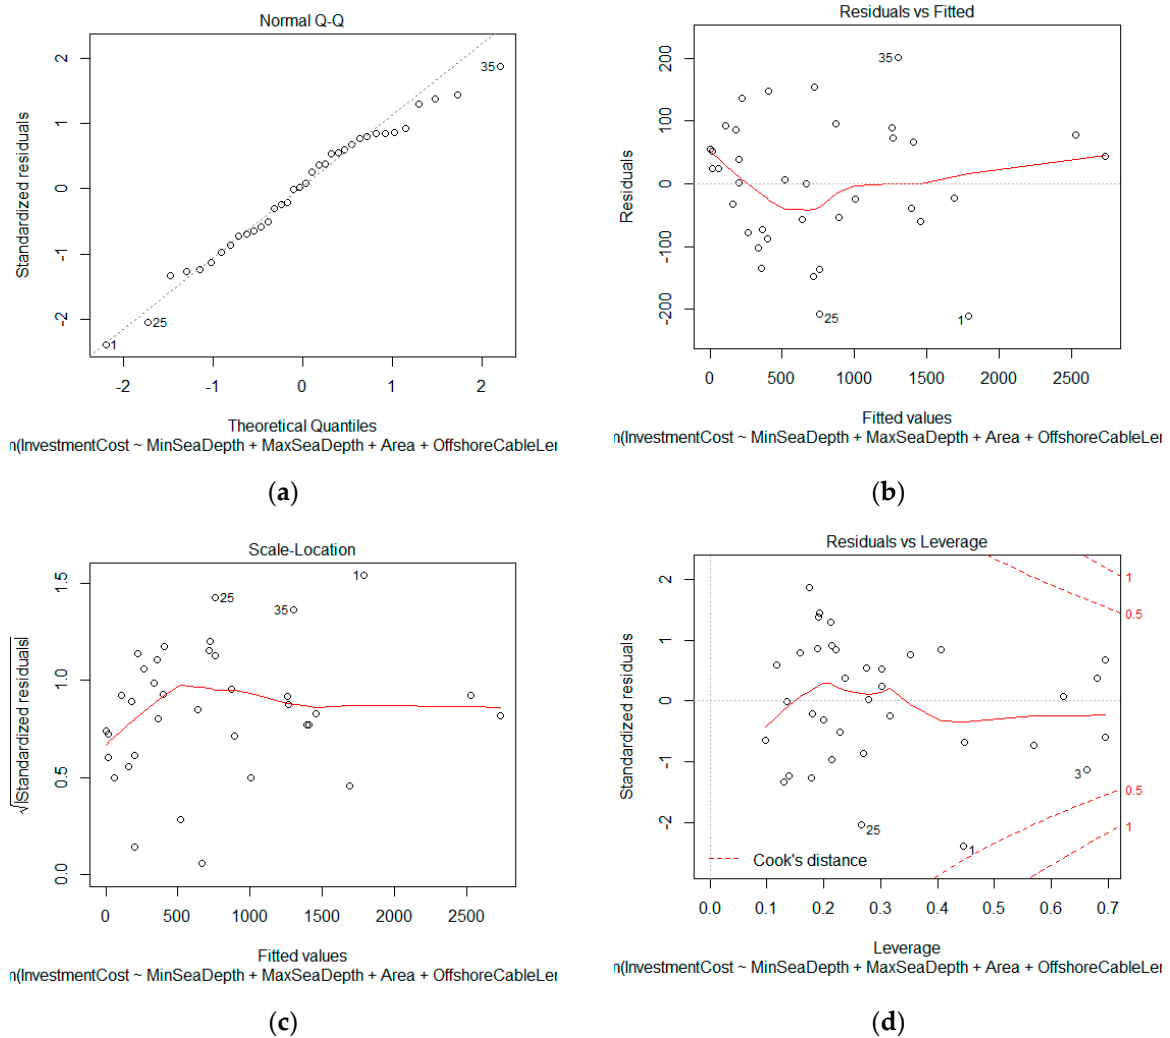 Normal Q-Q
Standardized residuals
2
1
0
-1
-2
35
25
1
-2
-1
0
1
2
Theoretical Quantiles
n(InvestmentCost ~ MinSeaDepth + MaxSeaDepth + Area + OffshoreCableLer
(a)
Residuals vs Fitted
Residuals
200
100
0
-100
-200
35
25
1
0
500
1000
1500
2000
2500
Fitted values
n(InvestmentCost ~ MinSeaDepth + MaxSeaDepth + Area + OffshoreCableLer
(b)
Scale-Location
√|Standardized residuals|
1.5
1.0
0.5
0.0
1
25
35
0
500
1000
1500
2000
2500
Fitted values
n(InvestmentCost ~ MinSeaDepth + MaxSeaDepth + Area + OffshoreCableLer
(c)
Residuals vs Leverage
Standardized residuals
2
1
0
-1
-2
1
0.5
0.5
1
3
25
1
Cook's distance
0.0
0.1
0.2
0.3
0.4
0.5
0.6
0.7
Leverage
n(InvestmentCost ~ MinSeaDepth + MaxSeaDepth + Area + OffshoreCableLer
(d)